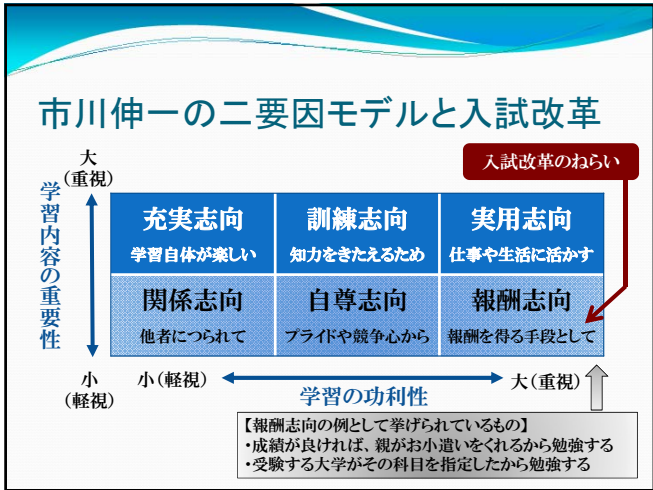 市川伸一の二要因モデルと入試改革
入試改革のねらい
大
(重視)
学習内容の重要性
充実志向
学習自体が楽しい
訓練志向
知力をきたえるため
実用志向
仕事や生活に活かす
関係志向
他者につられて
自尊志向
プライドや競争心から
報酬志向
報酬を得る手段として
小
(軽視)
小(軽視)
学習の功利性
大(重視)
【報酬志向の例として挙げられているもの】
・成績が良ければ、親がお小遣いをくれるから勉強する
・受験する大学がその科目を指定したから勉強する